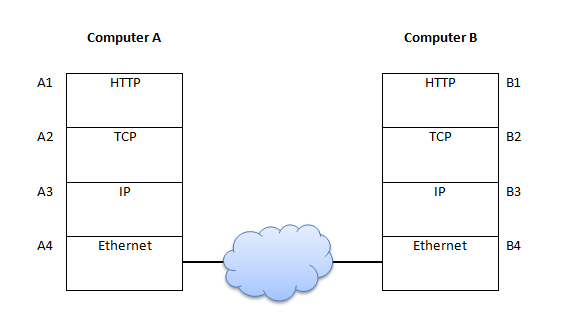 Computer A Computer B
A1 HTTP HTTP B1
A2 TCP TCP B2
A3 IP IP B3
A4 Ethernet Ethernet B4